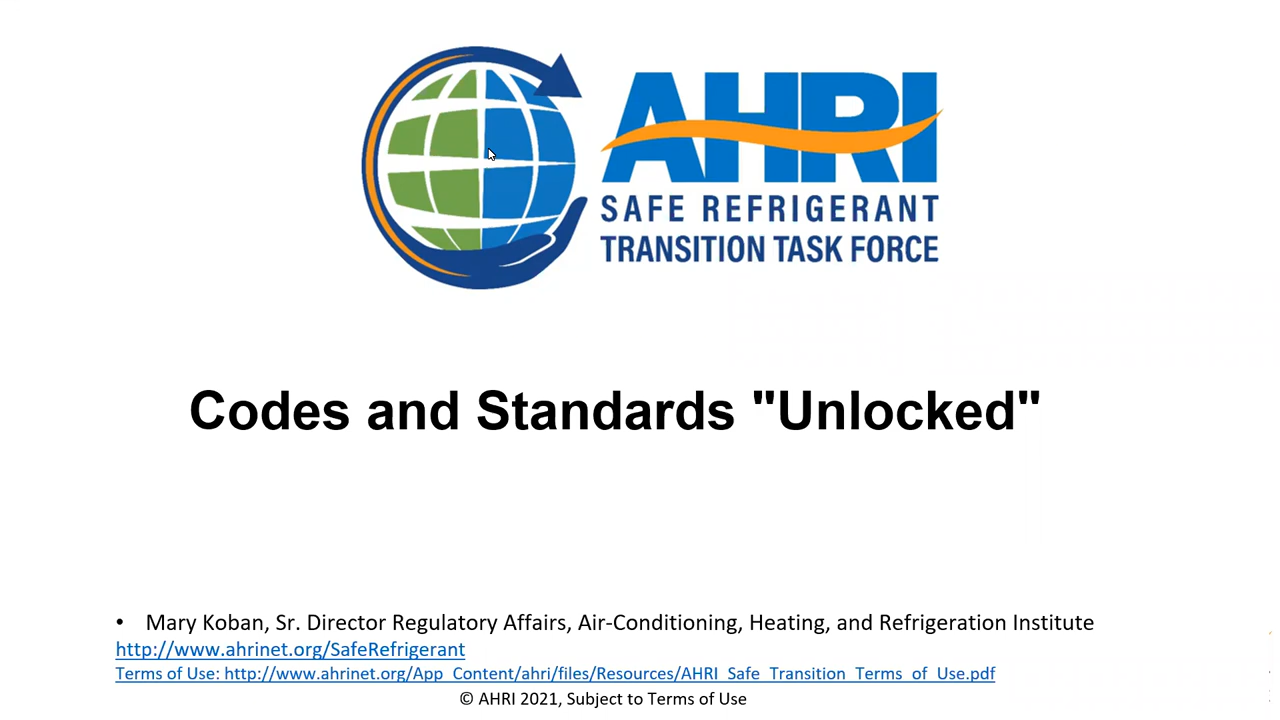 AHRI
SAFE REFRIGERANT
TRANSITION TASK FORCE
Codes and Standards "Unlocked"
• Mary Koban, Sr. Director Regulatory Affairs, Air-Conditioning, Heating, and Refrigeration Institute
http://www.ahrinet.org/SafeRefrigerant
Terms of Use: http://www.ahrinet.org/App_Content/ahri/files/Resources/AHRI_Safe_Transition_Terms_of_Use.pdf
© AHRI 2021, Subject to Terms of Use